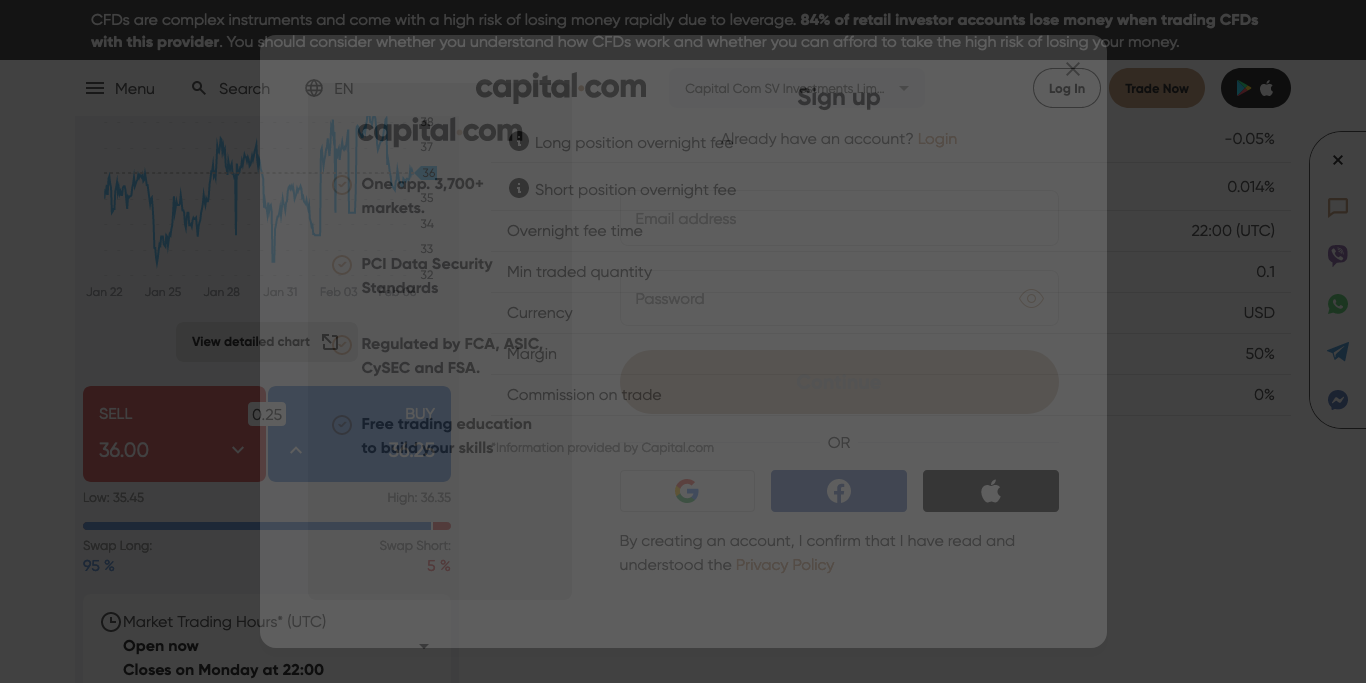 CFDs are complex instruments and come with a high risk of losing money rapidly due to leverage. 84% of retail investor accounts lose money when trading CFDs
with this provider. You should consider whether you understand how CFDs work and whether you can afford to take the high risk of losing your money.
Menu
Search
EN
capital.com
Capital Com SV Investments Lim...
Log In
Trade Now
38
37
36
35
34
33
32
Jan 22
Jan 25
Jan 28
Jan 31
Feb 03
View detailed chart
SELL
36.00
0.25
BUY
36.25
Low: 35.45
High: 36.35
Swap Long:
Swap Short:
95 %
5 %
Market Trading Hours* (UTC)
Open now
Closes on Monday at 22:00
Long position overnight fee
-0.05%
Short position overnight fee
0.014%
Overnight fee time
22:00 (UTC)
Min traded quantity
0.1
Currency
USD
Margin
50%
Commission on trade
0%
*Information provided by Capital.com
capital.com
One app. 3,700+
markets.
PCI Data Security
Standards
Regulated by FCA, ASIC,
CySEC and FSA.
Free trading education
to build your skills
Sign up
Already have an account? Login
Email address
Password
Continue
OR
By creating an account, I confirm that I have read and
understood the Privacy Policy